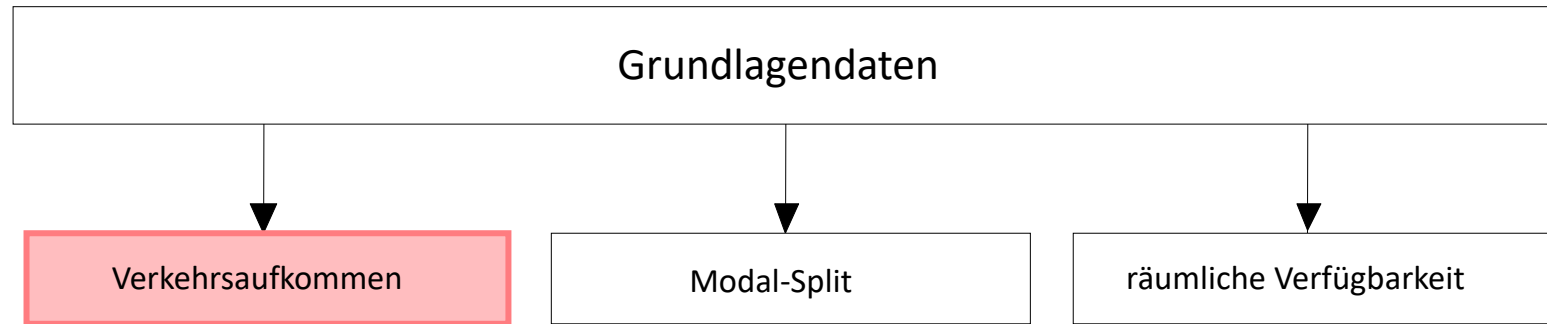 Grundlagendaten
Verkehrsaufkommen
Modal-Split
räumliche Verfügbarkeit